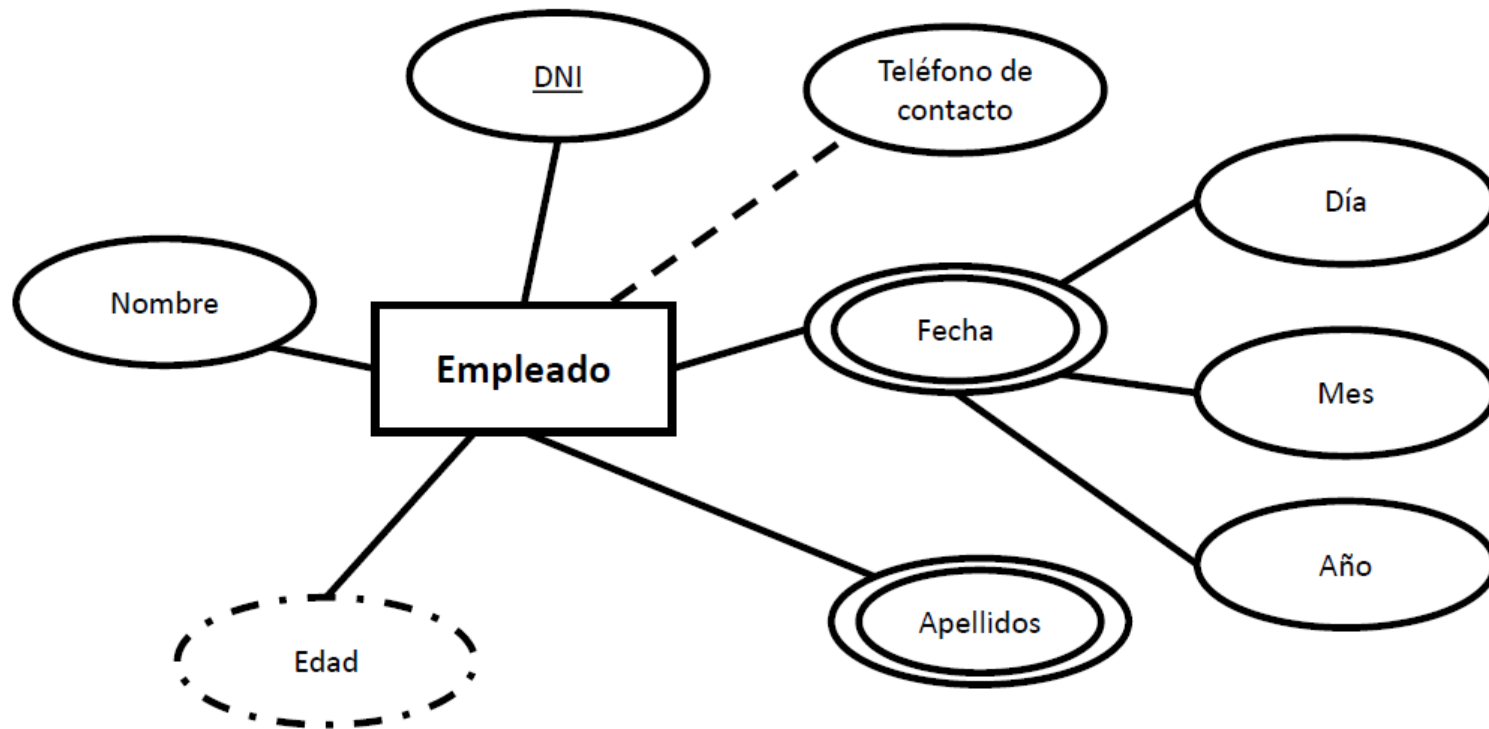 DNI
Teléfono de
contacto
Día
Nombre
Fecha
Empleado
Mes
Año
Apellidos
Edad